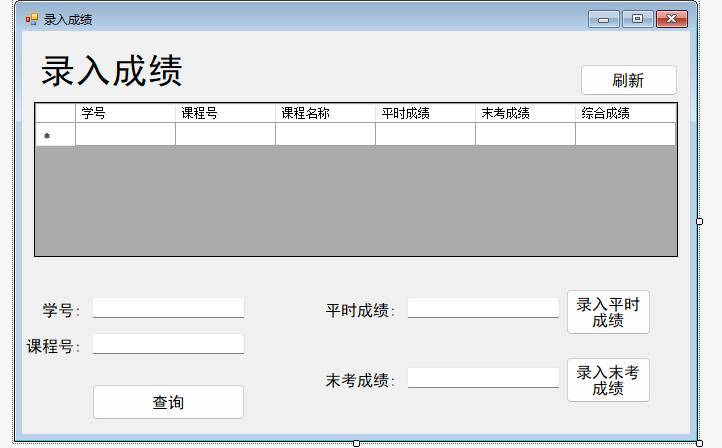 录入成绩
录入成绩
刷新
学号 课程号 课程名称 平时成绩 末考成绩 综合成绩
*
学号：
平时成绩：
录入平时
成绩
课程号：
末考成绩：
录入末考
成绩
查询